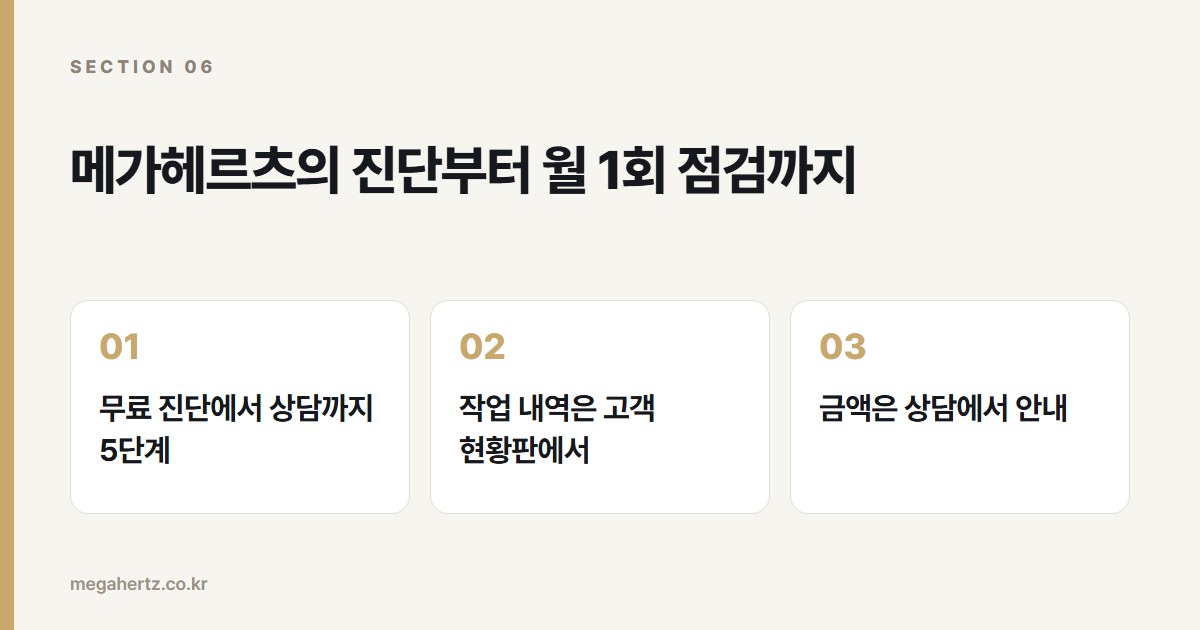 SECTION 06
메가헤르츠의 진단부터 월 1회 점검까지
01
무료 진단에서 상담까지
5단계
02
작업 내역은 고객
현황판에서
03
금액은 상담에서 안내
megahertz.co.kr